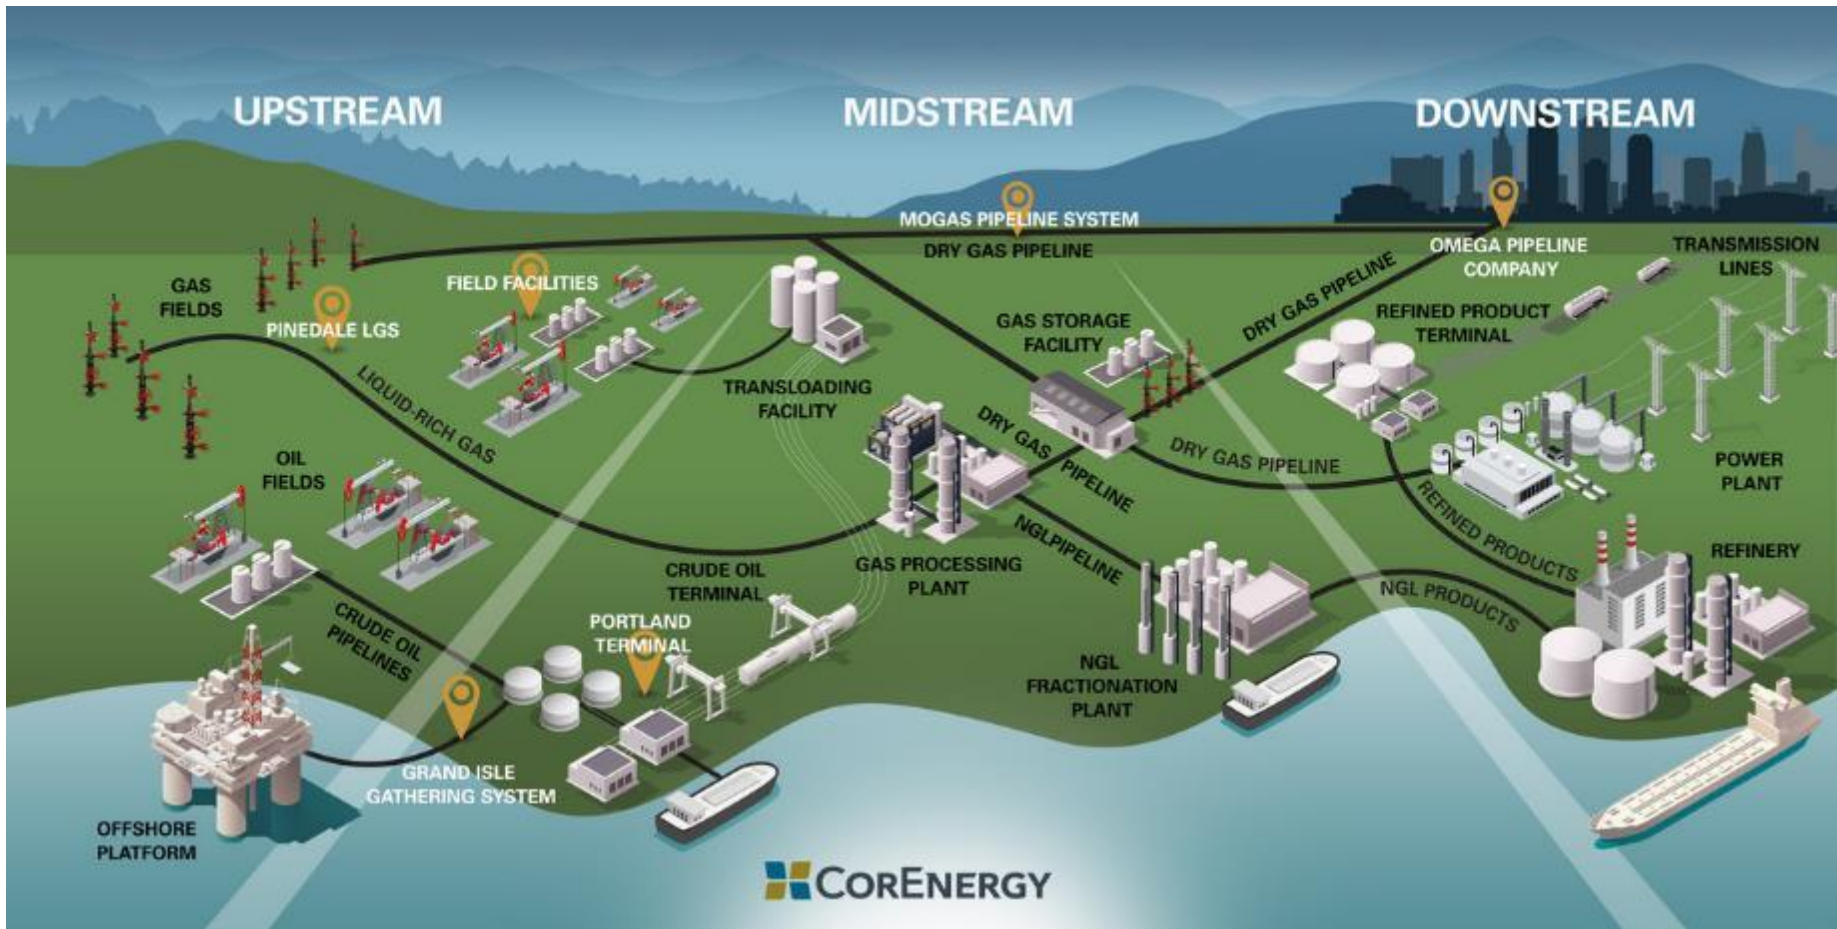 UPSTREAM
MIDSTREAM
DOWNSTREAM
MOGAS PIPELINE SYSTEM
DRY GAS PIPELINE
OMEGA PIPELINE
COMPANY
TRANSMISSION
LINES
GAS
FIELDS
PINEDALE LGS
FIELD FACILITIES
DRY GAS PIPELINE
GAS STORAGE
FACILITY
REFINED PRODUCT
TERMINAL
LIQUID-RICH GAS
TRANSLOADING
FACILITY
DRY GAS PIPELINE
DRY GAS PIPELINE
OIL
FIELDS
POWER
PLANT
REFINED PRODUCTS
NGLPIPELINE
REFINERY
CRUDE OIL
TERMINAL
GAS PROCESSING
PLANT
NGL PRODUCTS
CRUDE OIL
PIPELINES
PORTLAND
TERMINAL
NGL
FRACTIONATION
PLANT
GRAND ISLE
GATHERING SYSTEM
OFFSHORE
PLATFORM
CORENERGY